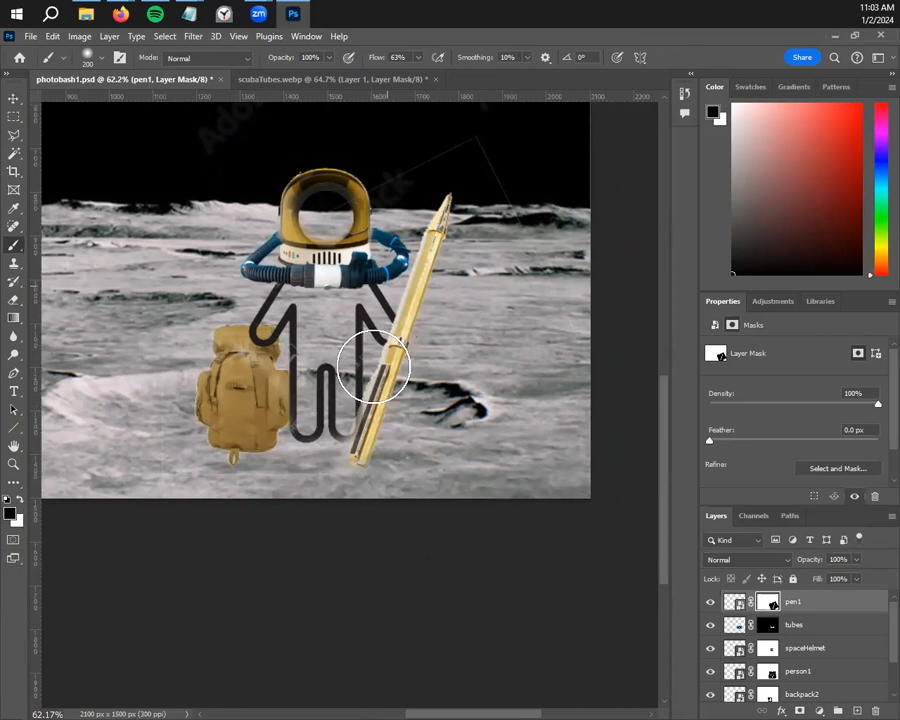 11:03 AM
1/2/2024
File Edit Image Layer Type Select Filter 3D View Plugins Window Help
200 Mode: Normal Opacity: 100% Flow: 63% Smoothing: 10% 0° Share
photobash1.psd @ 62.2% (pen1, Layer Mask/8) * × scubaTubes.webp @ 64.7% (Layer 1, Layer Mask/8) * ×
900 1000 1100 1200 1300 1400 1500 1600 1700 1800 1900 2000 2100 2200
Color Swatches Gradients Patterns
Properties Adjustments Libraries
Masks
Layer Mask
Density: 100%
Feather: 0.0 px
Refine: Select and Mask...
Layers Channels Paths
Kind
Normal Opacity: 100%
Lock: Fill: 100%
pen1
tubes
spaceHelmet
person1
backpack2
62.17% 2100 px x 1500 px (300 ppi)